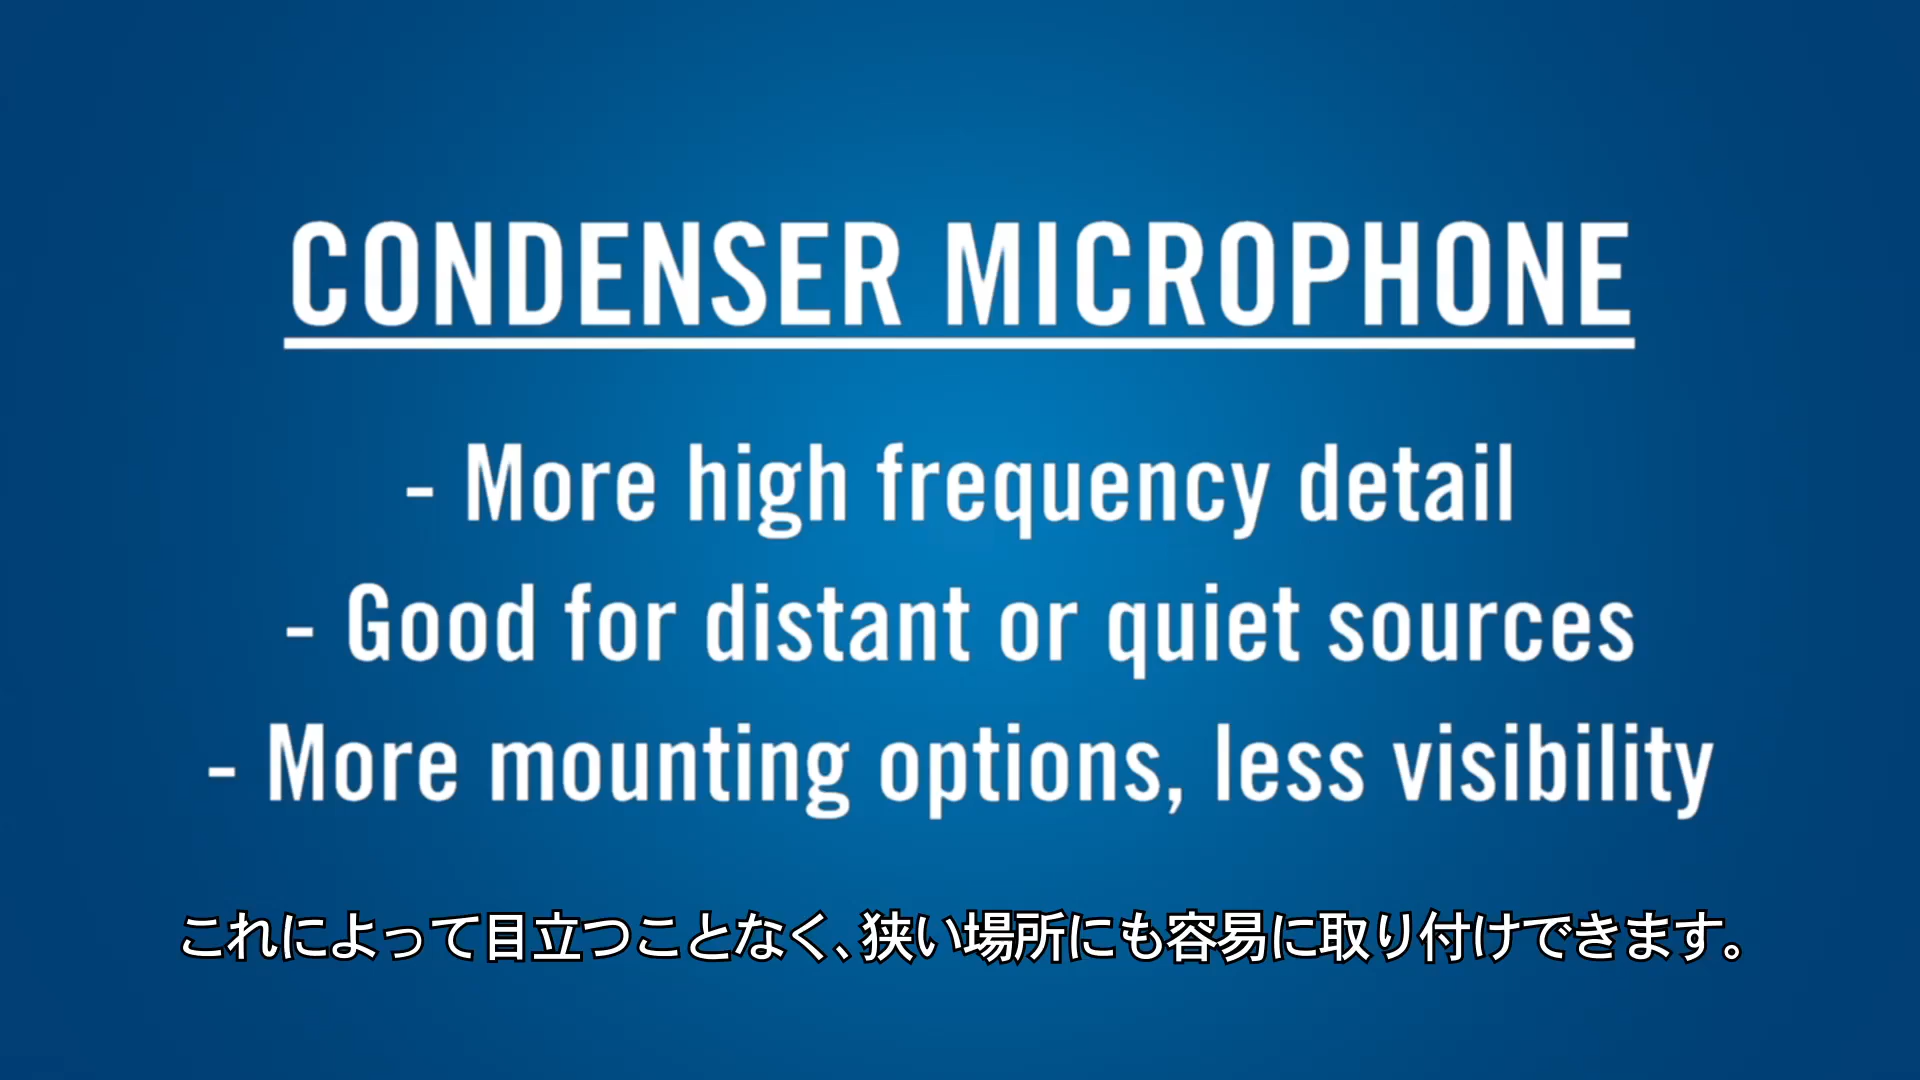 CONDENSER MICROPHONE
- More high frequency detail
- Good for distant or quiet sources
- More mounting options, less visibility
これによって目立つことなく、狭い場所にも容易に取り付けできます。